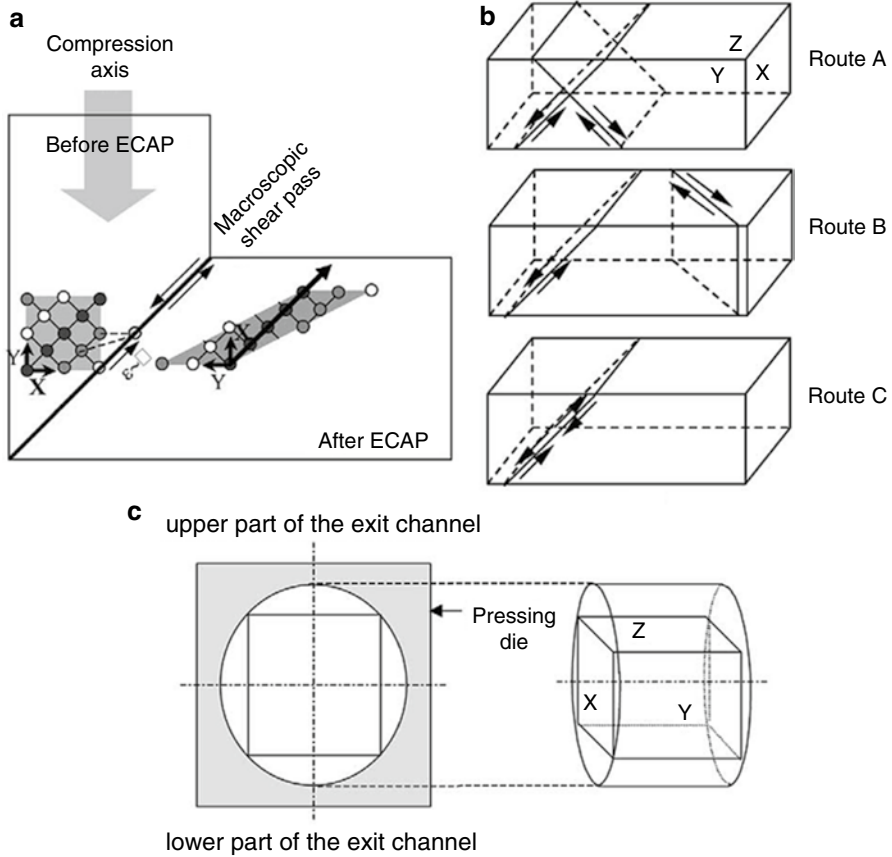 a
Compression
axis
Before ECAP
Macroscopic
shear pass
Y
X
X
Y
After ECAP
b
Z
Y
X
Route A
Route B
Route C
c
upper part of the exit channel
Pressing
die
Z
X
Y
lower part of the exit channel